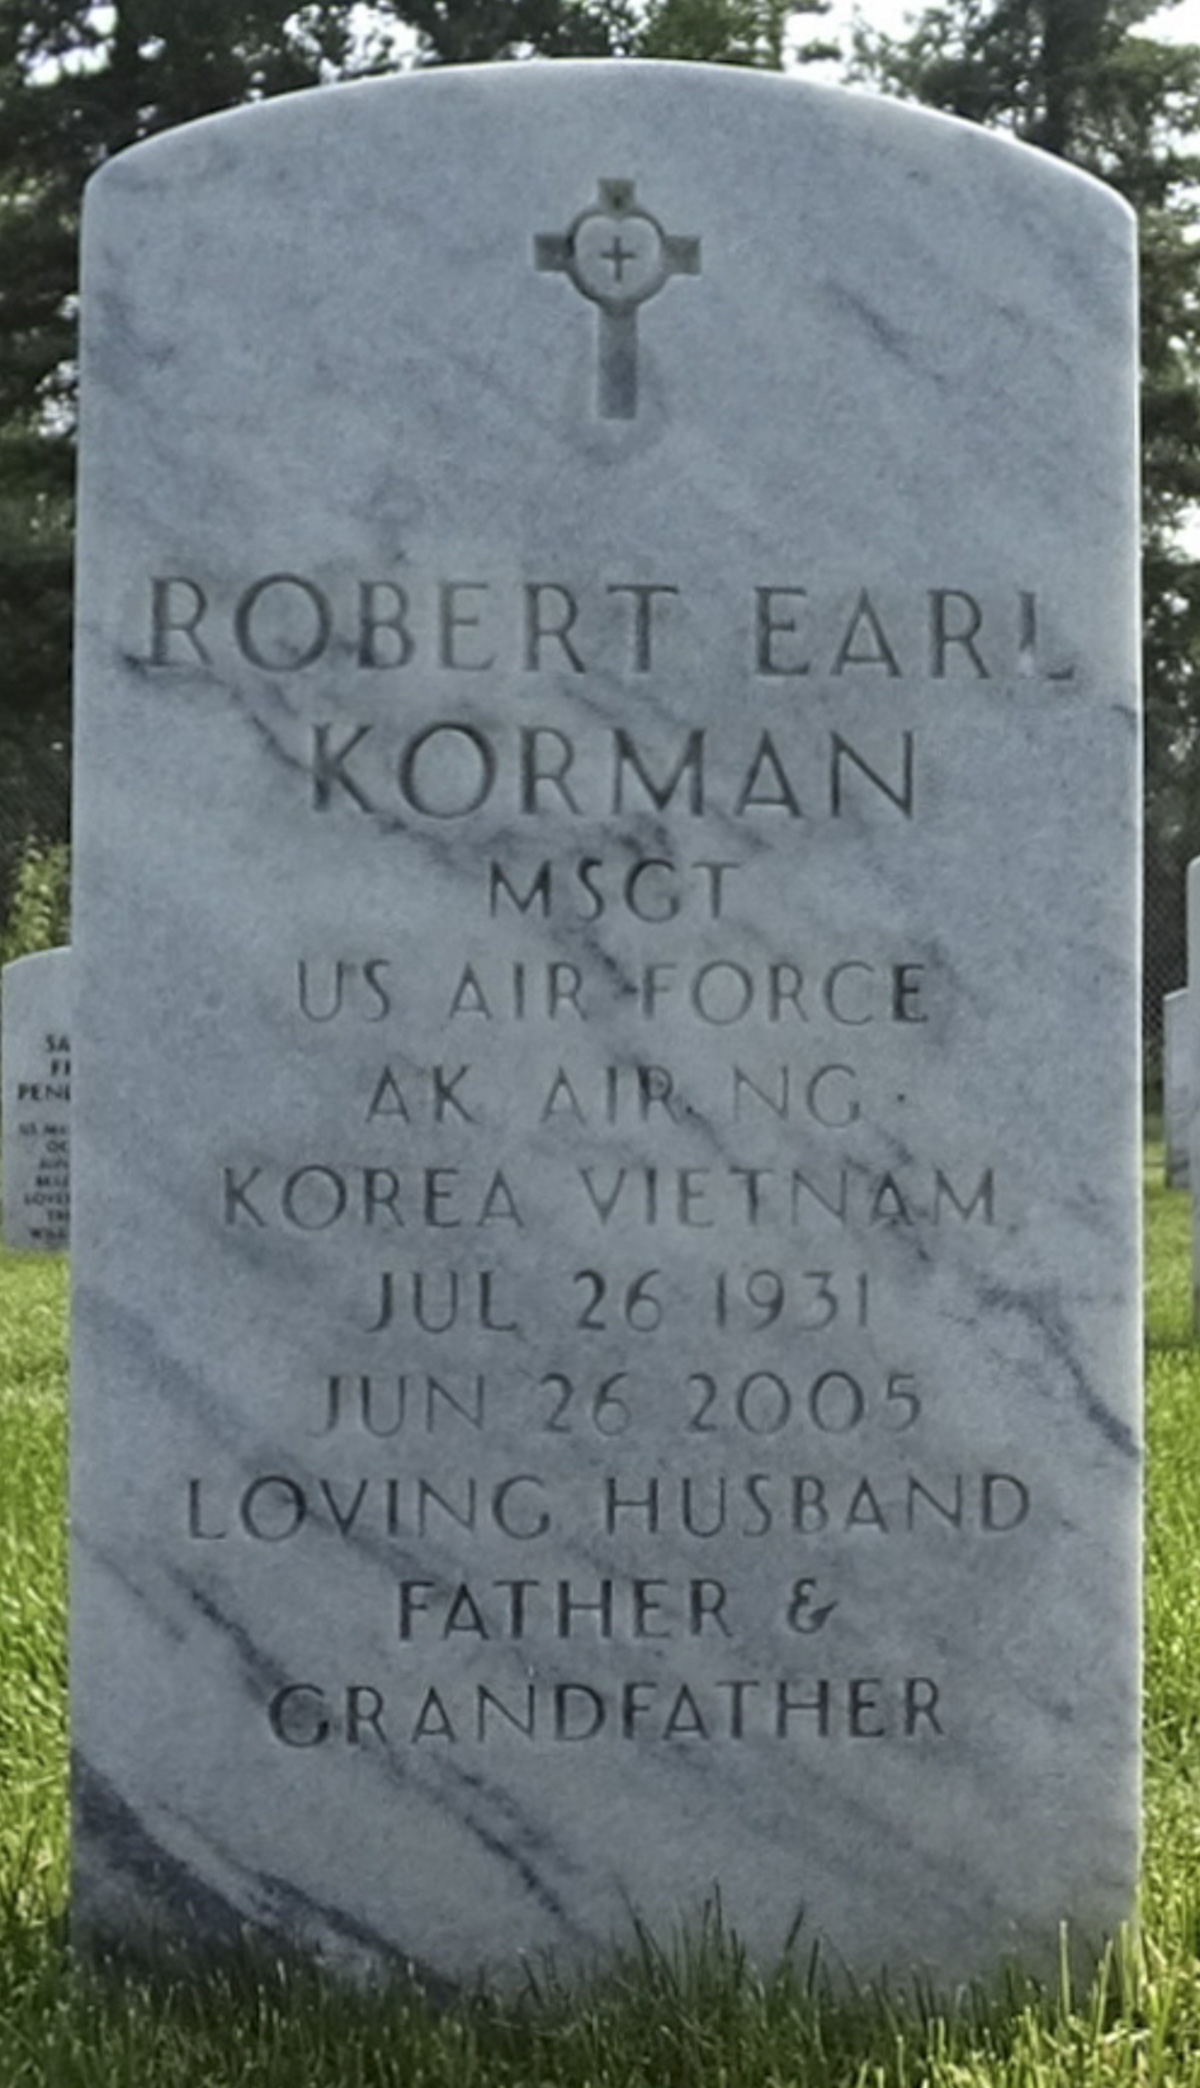 ROBERT EARL
KORMAN
MSGT
US AIR FORCE
AK AIR NG
KOREA VIETNAM
JUL 26 1931
JUN 26 2005
LOVING HUSBAND
FATHER &
GRANDFATHER